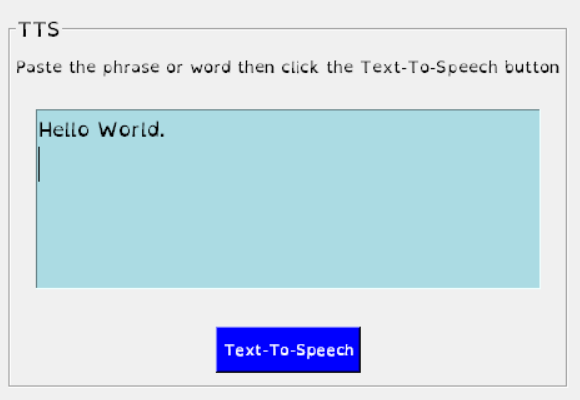 TTS
Paste the phrase or word then click the Text-To-Speech button
Hello World.
Text-To-Speech